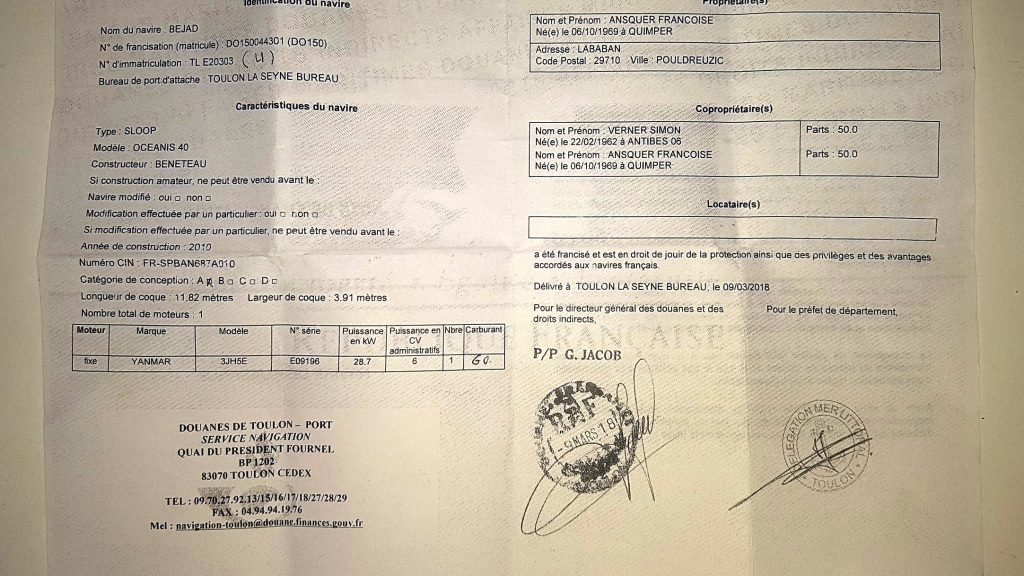 Identification du navire
Nom du navire : BEJAD
N° de francisation (matricule) : DO150044301 (DO150)
N° d'immatriculation : TL E20303 (U)
Bureau de port d'attache : TOULON LA SEYNE BUREAU
Caractéristiques du navire
Type : SLOOP
Modèle : OCEANIS 40
Constructeur : BENETEAU
Si construction amateur, ne peut être vendu avant le :
Navire modifié : oui □ non □
Modification effectuée par un particulier : oui □ non □
Si modification effectuée par un particulier, ne peut être vendu avant le :
Année de construction : 2010
Numéro CIN : FR-SPBAN687A010
Catégorie de conception : A B □ C □ D □
Longueur de coque : 11.82 mètres Largeur de coque : 3.91 mètres
Nombre total de moteurs : 1
Moteur Marque Modèle N° série Puissance en kW Puissance en CV administratifs Nbre Carburant
fixe YANMAR 3JH5E E09196 28.7 6 1 GO.
DOUANES DE TOULON – PORT
SERVICE NAVIGATION
QUAI DU PRESIDENT FOURNEL
BP 1202
83070 TOULON CEDEX
TEL : 09.70.27.92.13/15/16/17/18/27/28/29
FAX : 04.94.94.19.76
Mel : navigation-toulon@douane.finances.gouv.fr
Propriétaire(s)
Nom et Prénom : ANSQUER FRANCOISE
Né(e) le 06/10/1969 à QUIMPER
Adresse : LABABAN
Code Postal : 29710 Ville : POULDREUZIC
Copropriétaire(s)
Nom et Prénom : VERNER SIMON Parts : 50.0
Né(e) le 22/02/1962 à ANTIBES 06
Nom et Prénom : ANSQUER FRANCOISE Parts : 50.0
Né(e) le 06/10/1969 à QUIMPER
Locataire(s)
a été francisé et est en droit de jouir de la protection ainsi que des privilèges et des avantages
accordés aux navires français.
Délivré à TOULON LA SEYNE BUREAU, le 09/03/2018
Pour le directeur général des douanes et des
droits indirects,
Pour le préfet de département,
FRANÇAISE
P/P G. JACOB
-9 MARS 18
DELEGATION MER LITTORAL
TOULON